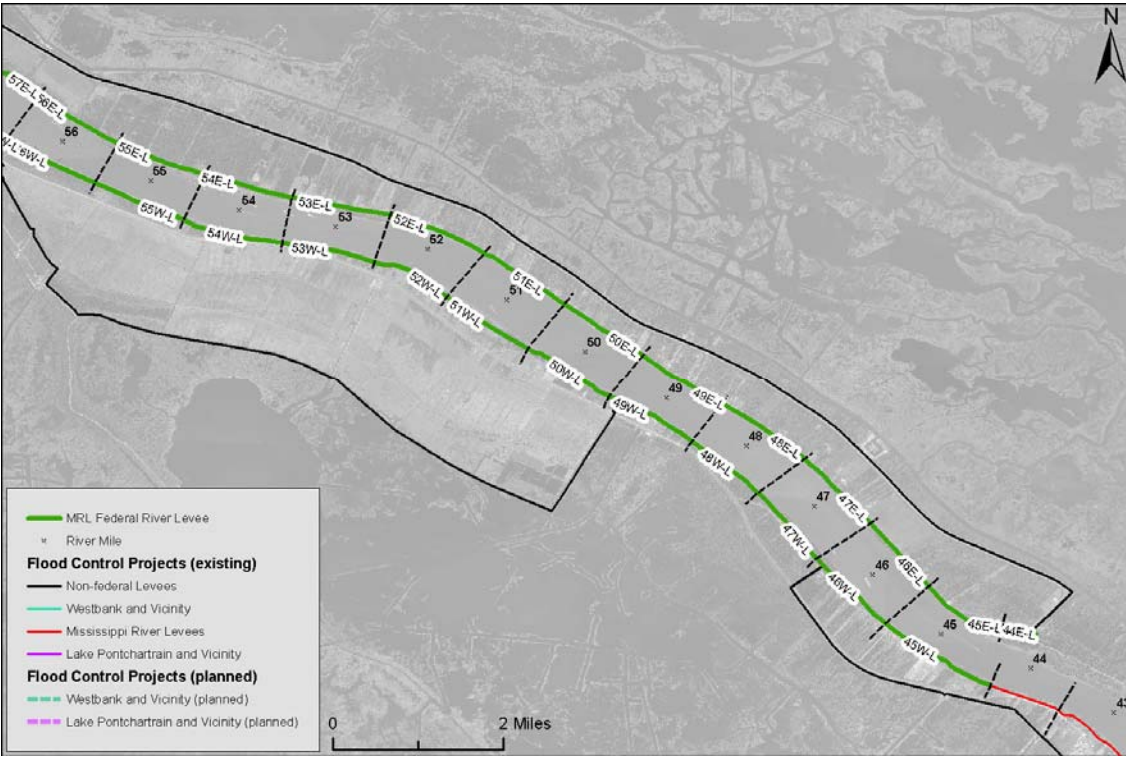 N
57E-L
56E-L
56
55E-L
55
54E-L
54
53E-L
53
52E-L
52
51E-L
51
50E-L
50
49E-L
49
48E-L
48
47E-L
47
46E-L
46
45E-L
45
44E-L
44
43
W-L
6W-L
55W-L
54W-L
53W-L
52W-L
51W-L
50W-L
49W-L
48W-L
47W-L
46W-L
45W-L
MRL Federal River Levee
River Mile
Flood Control Projects (existing)
Non-federal Levees
Westbank and Vicinity
Mississippi River Levees
Lake Pontchartrain and Vicinity
Flood Control Projects (planned)
Westbank and Vicinity (planned)
Lake Pontchartrain and Vicinity (planned)
0 2 Miles